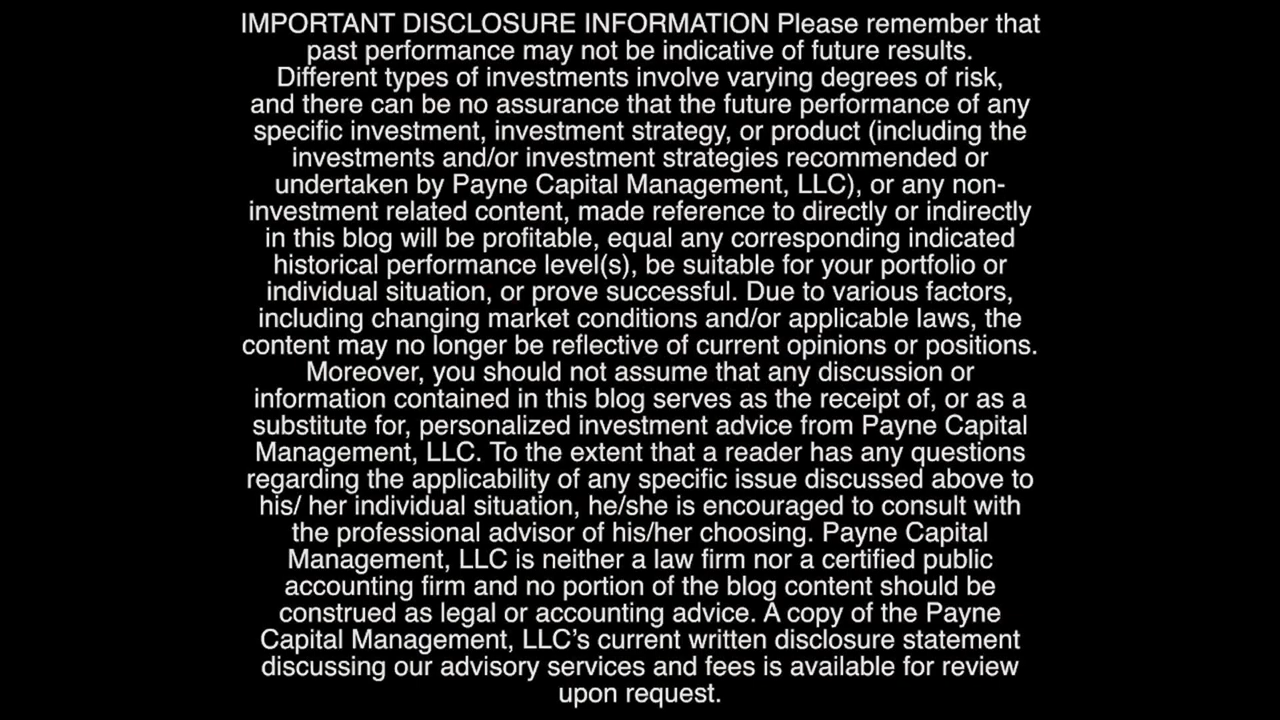 IMPORTANT DISCLOSURE INFORMATION Please remember that
past performance may not be indicative of future results.
Different types of investments involve varying degrees of risk,
and there can be no assurance that the future performance of any
specific investment, investment strategy, or product (including the
investments and/or investment strategies recommended or
undertaken by Payne Capital Management, LLC), or any non-
investment related content, made reference to directly or indirectly
in this blog will be profitable, equal any corresponding indicated
historical performance level(s), be suitable for your portfolio or
individual situation, or prove successful. Due to various factors,
including changing market conditions and/or applicable laws, the
content may no longer be reflective of current opinions or positions.
Moreover, you should not assume that any discussion or
information contained in this blog serves as the receipt of, or as a
substitute for, personalized investment advice from Payne Capital
Management, LLC. To the extent that a reader has any questions
regarding the applicability of any specific issue discussed above to
his/ her individual situation, he/she is encouraged to consult with
the professional advisor of his/her choosing. Payne Capital
Management, LLC is neither a law firm nor a certified public
accounting firm and no portion of the blog content should be
construed as legal or accounting advice. A copy of the Payne
Capital Management, LLC’s current written disclosure statement
discussing our advisory services and fees is available for review
upon request.